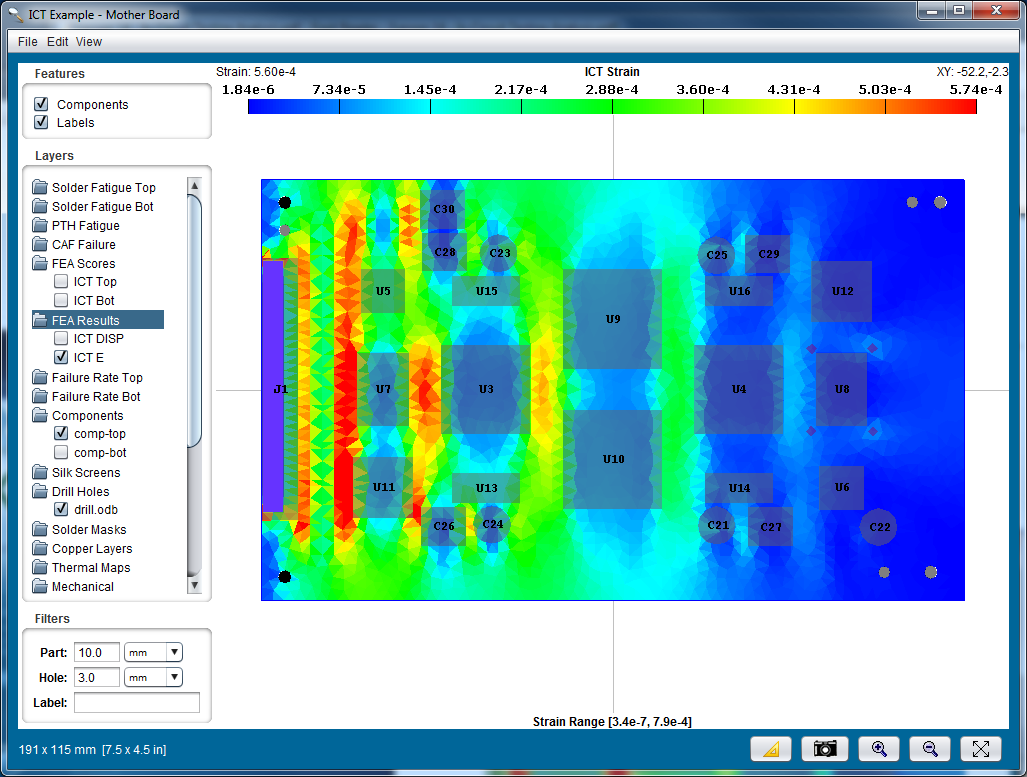 ICT Example - Mother Board
File Edit View
Features
Components
Labels
Layers
Solder Fatigue Top
Solder Fatigue Bot
PTH Fatigue
CAF Failure
FEA Scores
ICT Top
ICT Bot
FEA Results
ICT DISP
ICT E
Failure Rate Top
Failure Rate Bot
Components
comp-top
comp-bot
Silk Screens
Drill Holes
drill.odb
Solder Masks
Copper Layers
Thermal Maps
Mechanical
Filters
Part: 10.0 mm
Hole: 3.0 mm
Label:
Strain: 5.60e-4 ICT Strain XY: -52.2,-2.3
1.84e-6 7.34e-5 1.45e-4 2.17e-4 2.88e-4 3.60e-4 4.31e-4 5.03e-4 5.74e-4
C30
C28 C23 C25 C29
U5 U15 U16 U12
U9
J1 U7 U3 U4 U8
U10
U11 U13 U14 U6
C26 C24 C21 C27 C22
Strain Range [3.4e-7, 7.9e-4]
191 x 115 mm [7.5 x 4.5 in]